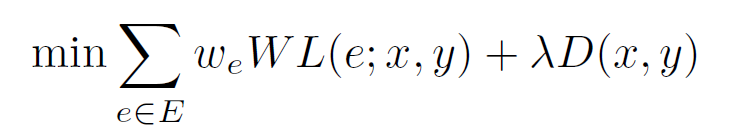 min ∑ w_e WL(e; x, y) + λD(x, y)
e∈E